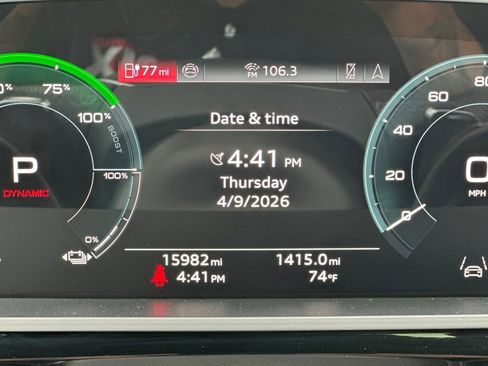 77 mi
FM 106.3
Date & time
75%
100%
BOOST
100%
0%
P
DYNAMIC
4:41 PM
Thursday
4/9/2026
80
60
40
20
0
MPH
15982 mi
1415.0 mi
4:41 PM
74°F